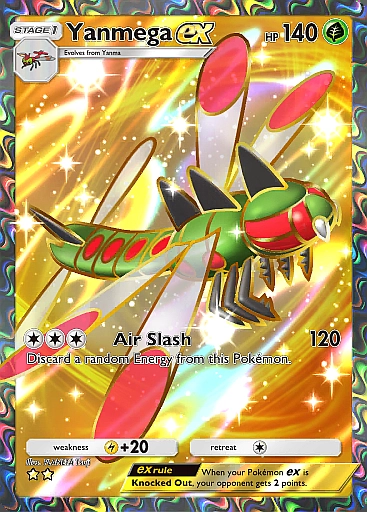 STAGE 1 Yanmega ex HP 140
Evolves from Yanma
Air Slash 120
Discard a random Energy from this Pokémon.
weakness +20 retreat
Illus.
ex rule When your Pokémon ex is
Knocked Out, your opponent gets 2 points.